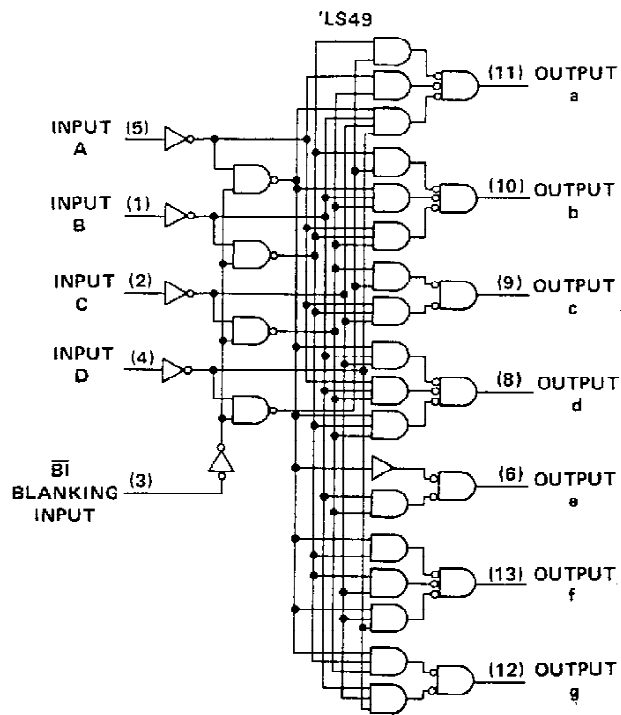 'LS49
(11) OUTPUT
a
INPUT (5)
A
(10) OUTPUT
b
INPUT (1)
B
(9) OUTPUT
c
INPUT (2)
C
INPUT (4)
D
(8) OUTPUT
d
BI
BLANKING (3)
INPUT
(6) OUTPUT
e
(13) OUTPUT
f
(12) OUTPUT
g